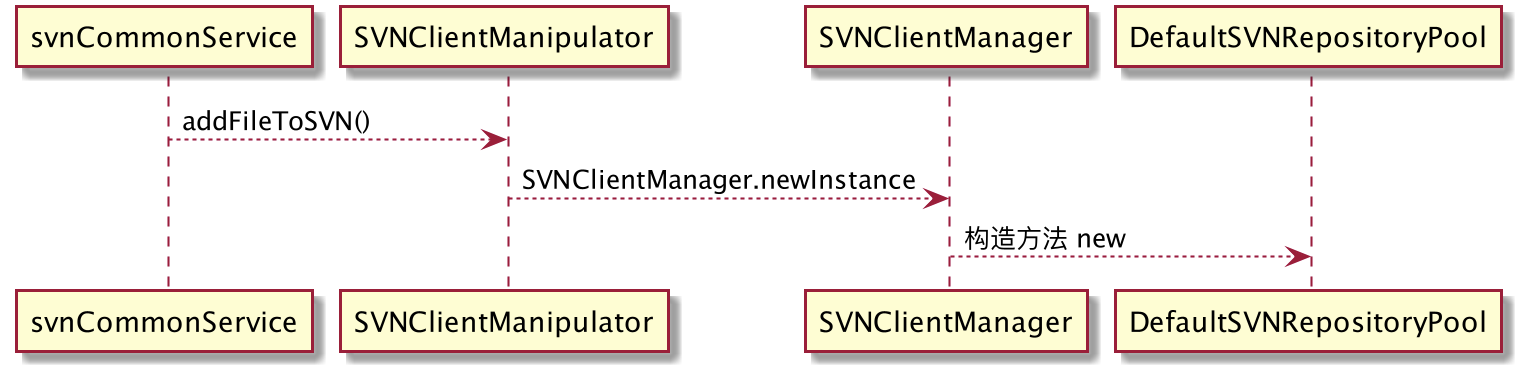 svnCommonService
SVNClientManipulator
SVNClientManager
DefaultSVNRepositoryPool
addFileToSVN()
SVNClientManager.newInstance
构造方法 new
svnCommonService
SVNClientManipulator
SVNClientManager
DefaultSVNRepositoryPool